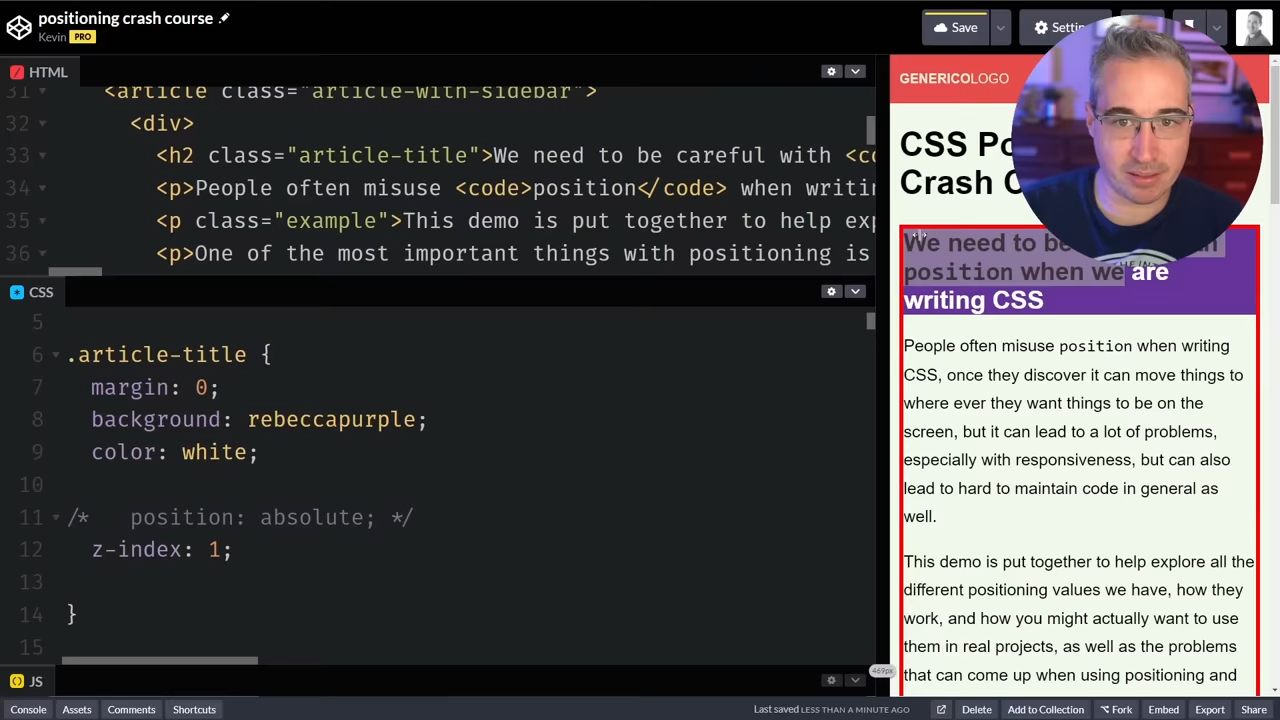 positioning crash course
Kevin PRO
Save
Settin
HTML
31 <article class="article-with-sidebar">
32 <div>
33 <h2 class="article-title">We need to be careful with <co
34 <p>People often misuse <code>position</code> when writin
35 <p class="example">This demo is put together to help exp
36 <p>One of the most important things with positioning is
CSS
5
6 .article-title {
7 margin: 0;
8 background: rebeccapurple;
9 color: white;
10
11 /* position: absolute; */
12 z-index: 1;
13
14 }
15
JS
GENERICOLOGO
CSS Po
Crash C
We need to be
position when we are
writing CSS
People often misuse position when writing
CSS, once they discover it can move things to
where ever they want things to be on the
screen, but it can lead to a lot of problems,
especially with responsiveness, but can also
lead to hard to maintain code in general as
well.
This demo is put together to help explore all the
different positioning values we have, how they
work, and how you might actually want to use
them in real projects, as well as the problems
that can come up when using positioning and
469px
Console Assets Comments Shortcuts
Last saved LESS THAN A MINUTE AGO
Delete Add to Collection Fork Embed Export Share